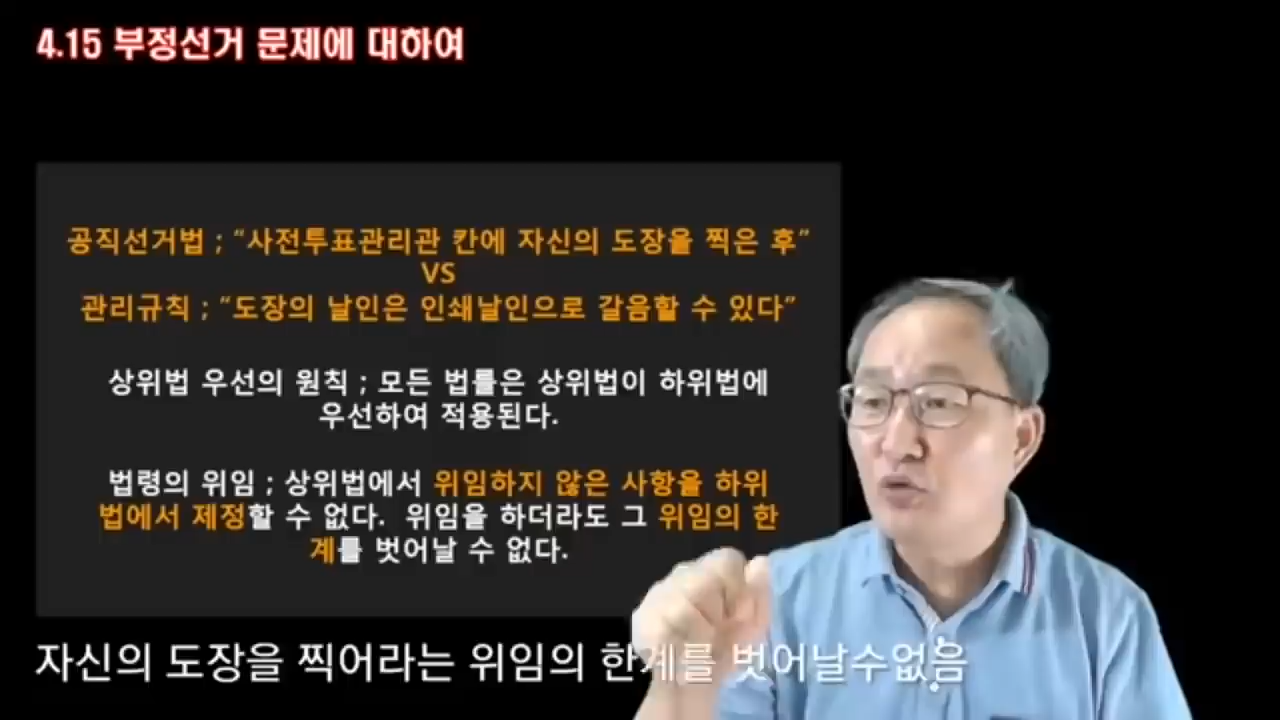 4.15 부정선거 문제에 대하여
공직선거법 ; “사전투표관리관 칸에 자신의 도장을 찍은 후”
VS
관리규칙 ; “도장의 날인은 인쇄날인으로 갈음할 수 있다”
상위법 우선의 원칙 ; 모든 법률은 상위법이 하위법에
우선하여 적용된다.
법령의 위임 ; 상위법에서 위임하지 않은 사항을 하위
법에서 제정할 수 없다. 위임을 하더라도 그 위임의 한
계를 벗어날 수 없다.
자신의 도장을 찍어라는 위임의 한계를 벗어날수없음